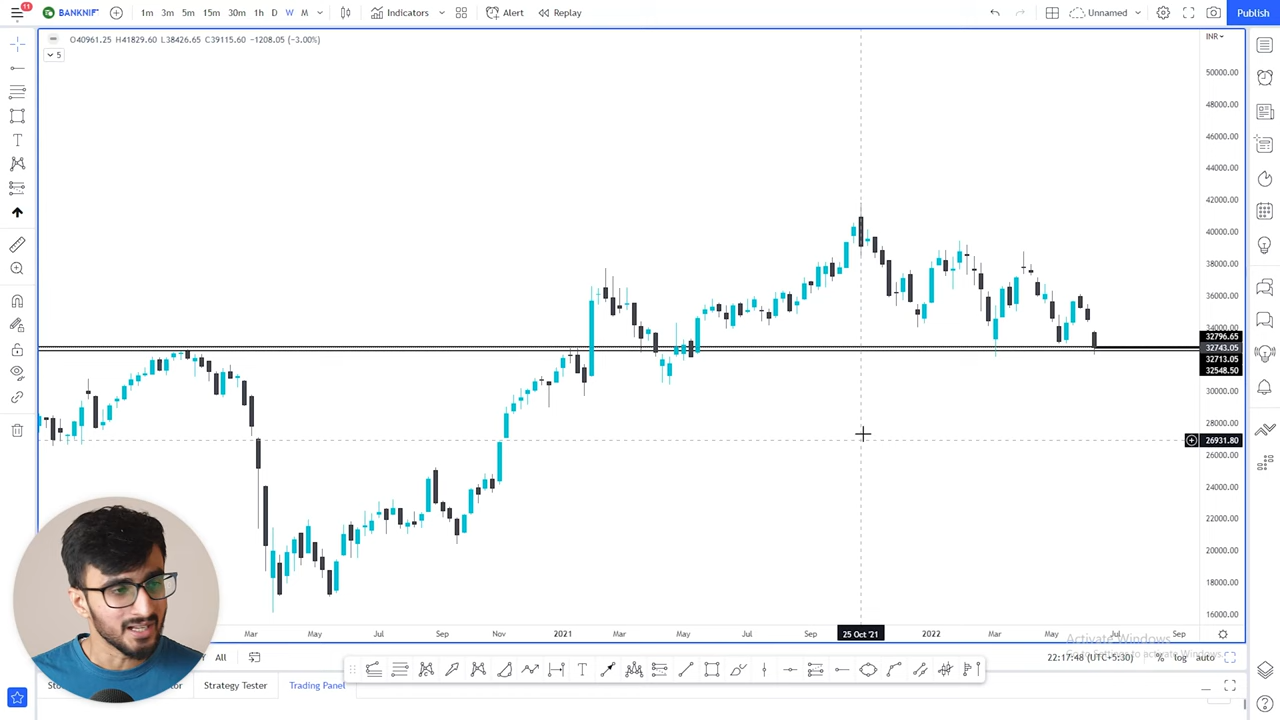 11
BANKNIF
1m 3m 5m 15m 30m 1h D W M
Indicators
Alert
Replay
Unnamed
Publish
O40961.25 H41829.60 L38426.65 C39115.60 −1208.05 (−3.00%)
5
INR
50000.00
48000.00
46000.00
44000.00
42000.00
40000.00
38000.00
36000.00
34000.00
32796.65
32743.05
32713.05
32548.50
30000.00
28000.00
26931.80
26000.00
24000.00
22000.00
20000.00
18000.00
16000.00
Mar May Jul Sep Nov 2021 Mar May Jul Sep 25 Oct '21 2022 Mar May Jul Sep
Activate Windows
All
22:17:48 (UTC+5:30)
% log auto
Strategy Tester
Trading Panel